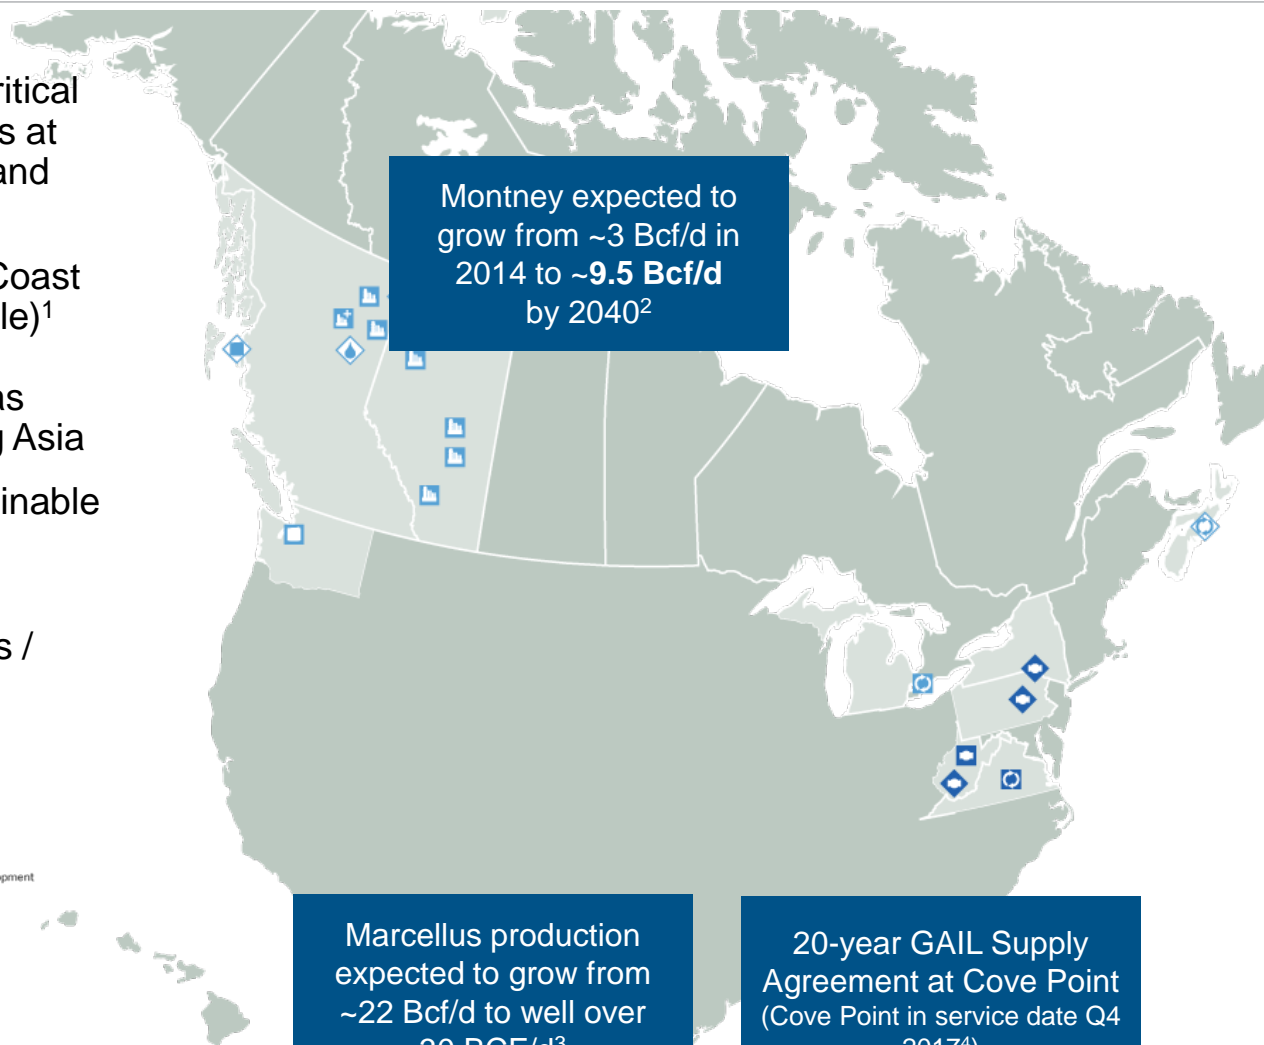 ritical
s at
and
Coast
le)1
as
g Asia
inable
s /
opment
Montney expected to
grow from ~3 Bcf/d in
2014 to ~9.5 Bcf/d
by 2040²
Marcellus production
expected to grow from
~22 Bcf/d to well over
20-year GAIL Supply
Agreement at Cove Point
(Cove Point in service date Q4
2017⁴)